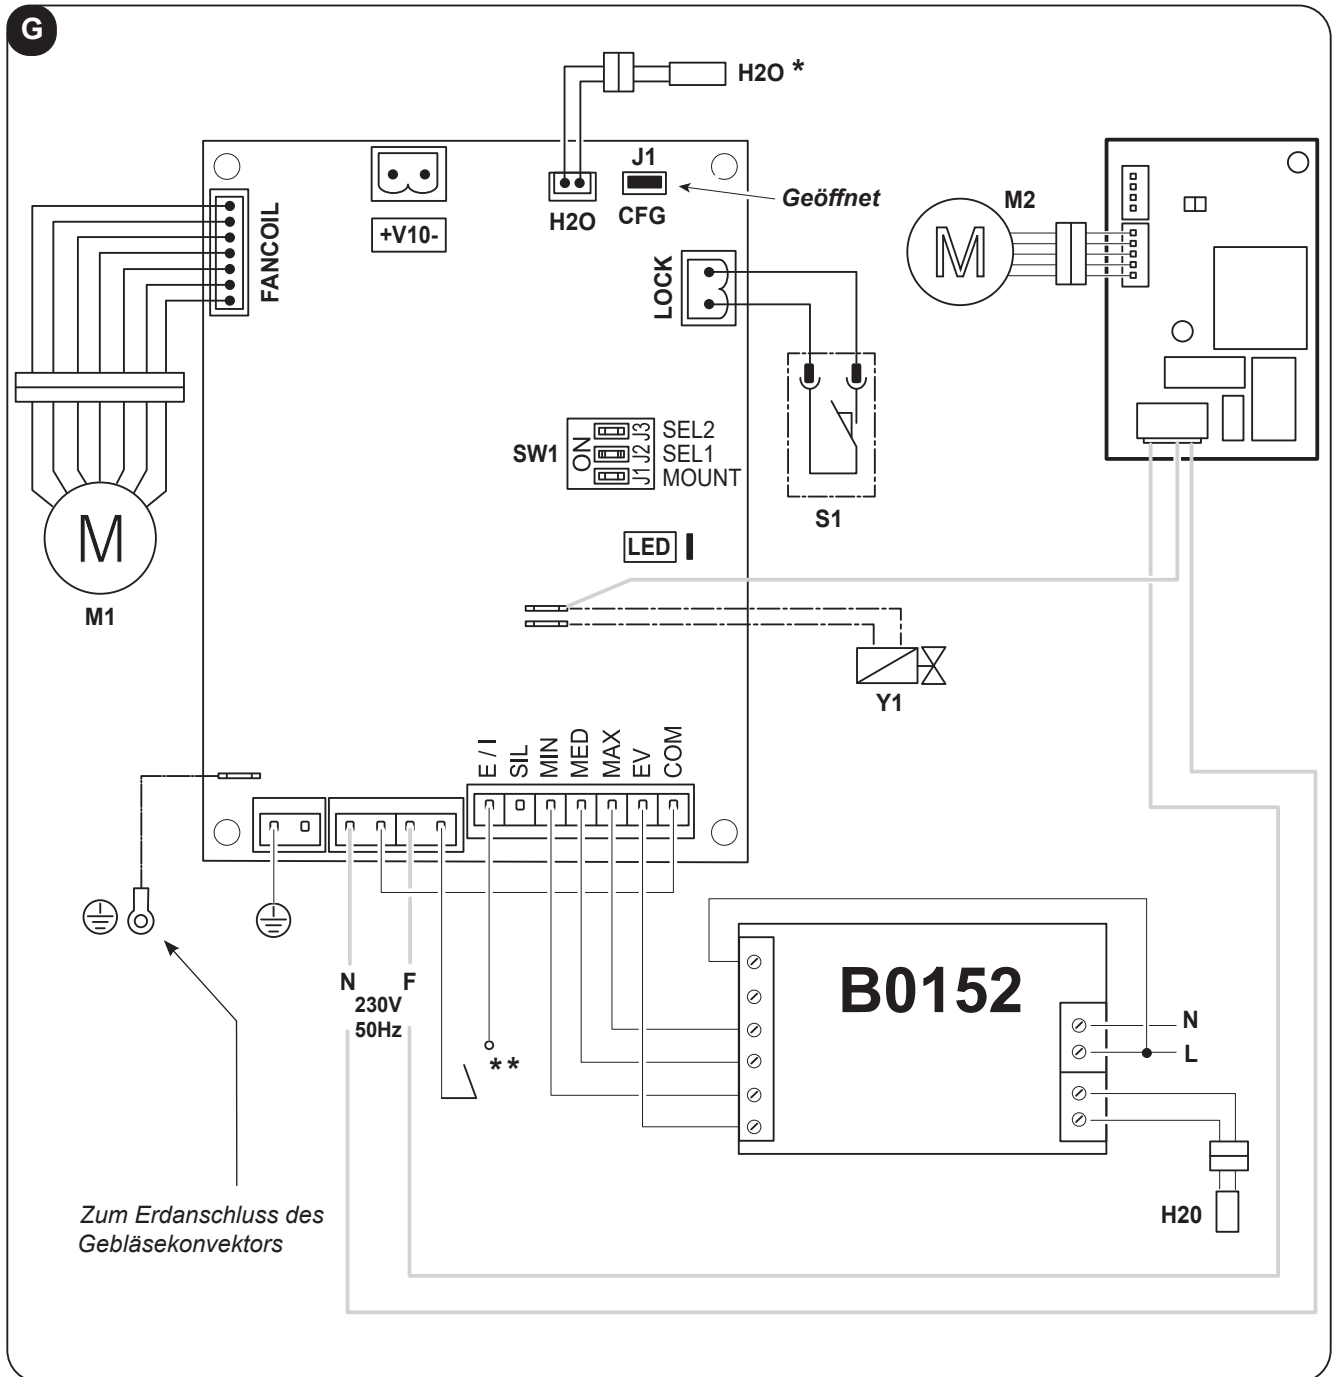 G
H2O *
J1
Geöffnet
CFG
H2O
+V10-
FANCOIL
LOCK
M2
M
SW1
ON
J3 SEL2
J2 SEL1
J1 MOUNT
S1
LED
M
M1
Y1
E / I
SIL
MIN
MED
MAX
EV
COM
N F
230V
50Hz
**
B0152
N
L
H20
Zum Erdanschluss des
Gebläsekonvektors